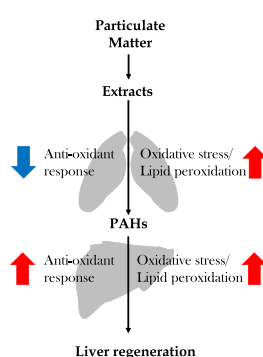 Particulate
Matter
Extracts
Anti-oxidant
response
Oxidative stress/
Lipid peroxidation
PAHs
Anti-oxidant
response
Oxidative stress/
Lipid peroxidation
Liver regeneration